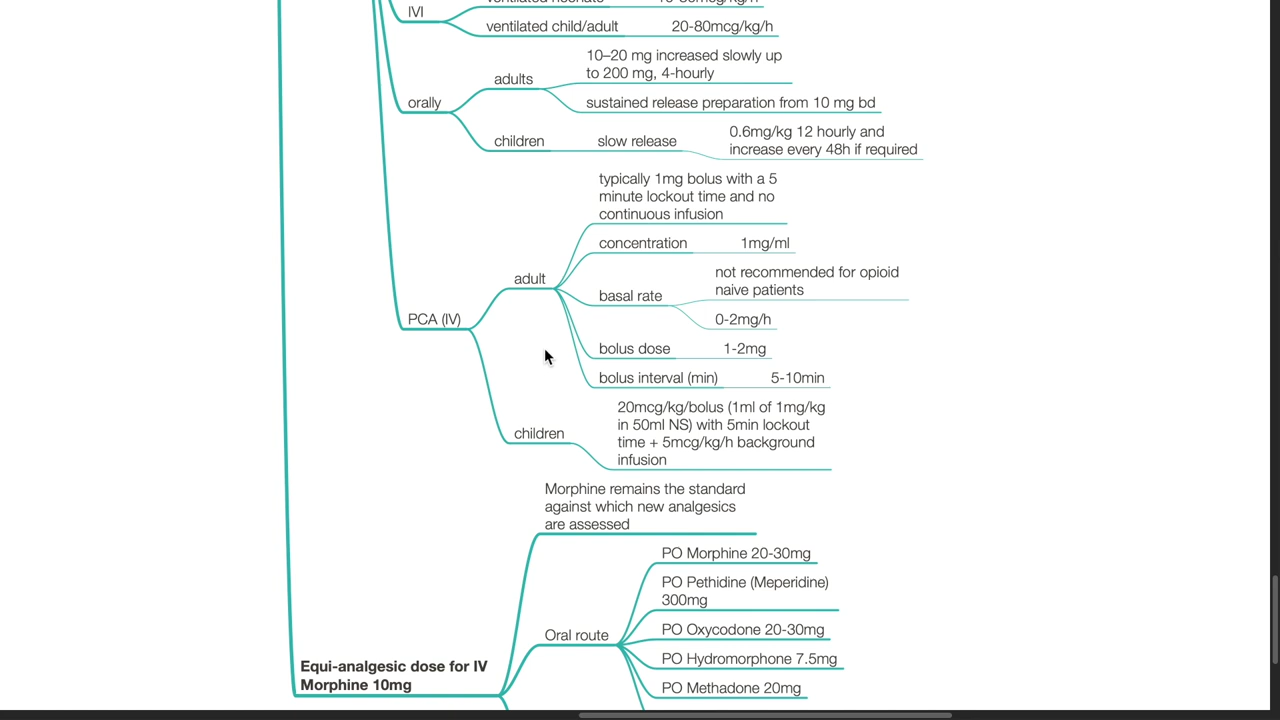 IVI
ventilated child/adult 20-80mcg/kg/h
orally
adults
10–20 mg increased slowly up
to 200 mg, 4-hourly
sustained release preparation from 10 mg bd
children
slow release
0.6mg/kg 12 hourly and
increase every 48h if required
PCA (IV)
adult
typically 1mg bolus with a 5
minute lockout time and no
continuous infusion
concentration 1mg/ml
basal rate
not recommended for opioid
naive patients
0-2mg/h
bolus dose 1-2mg
bolus interval (min) 5-10min
children
20mcg/kg/bolus (1ml of 1mg/kg
in 50ml NS) with 5min lockout
time + 5mcg/kg/h background
infusion
Equi-analgesic dose for IV
Morphine 10mg
Morphine remains the standard
against which new analgesics
are assessed
Oral route
PO Morphine 20-30mg
PO Pethidine (Meperidine)
300mg
PO Oxycodone 20-30mg
PO Hydromorphone 7.5mg
PO Methadone 20mg